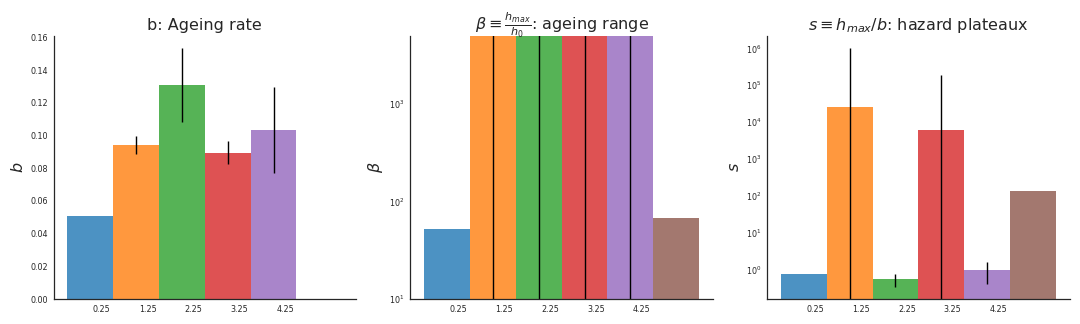 b: Ageing rate
0.16
0.14
0.12
0.10
0.08
0.06
0.04
0.02
0.00
b
0.25 1.25 2.25 3.25 4.25
β ≡ h_max/h_0: ageing range
10^3
10^2
10^1
β
0.25 1.25 2.25 3.25 4.25
s ≡ h_max/b: hazard plateaux
10^6
10^5
10^4
10^3
10^2
10^1
10^0
s
0.25 1.25 2.25 3.25 4.25